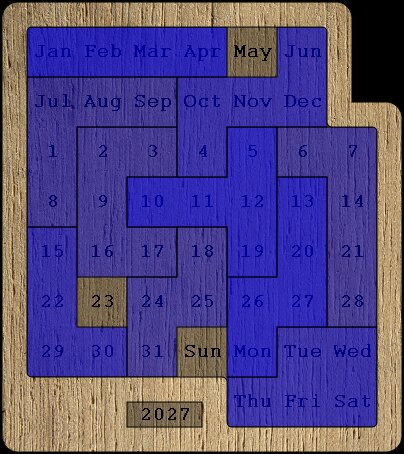 Jan Feb Mar Apr May Jun
Jul Aug Sep Oct Nov Dec
1 2 3 4 5 6 7
8 9 10 11 12 13 14
15 16 17 18 19 20 21
22 23 24 25 26 27 28
29 30 31 Sun Mon Tue Wed
Thu Fri Sat
2027